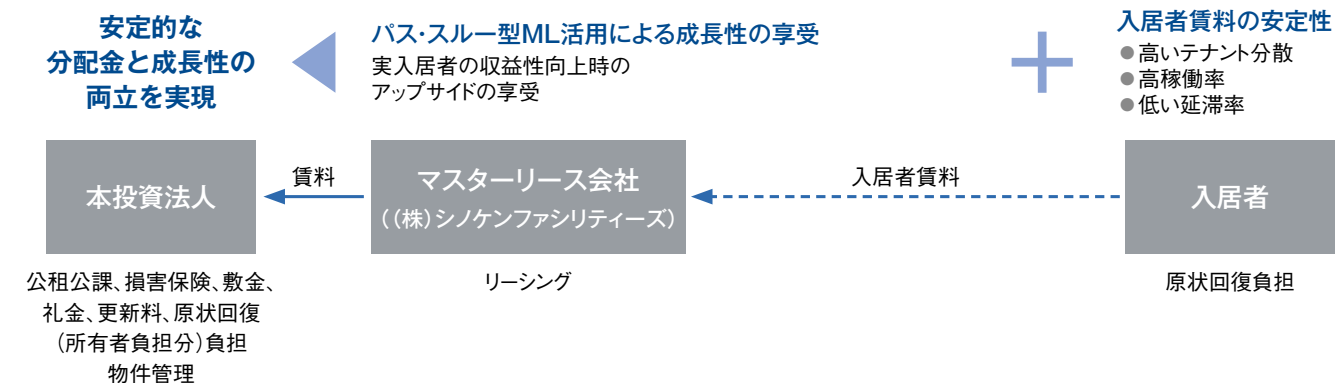 安定的な
分配金と成長性の
両立を実現
パス・スルー型ML活用による成長性の享受
実入居者の収益性向上時の
アップサイドの享受
＋
入居者賃料の安定性
●高いテナント分散
●高稼働率
●低い延滞率
本投資法人
賃料
マスターリース会社
（（株）シノケンファシリティーズ）
入居者賃料
入居者
公租公課、損害保険、敷金、
礼金、更新料、原状回復
（所有者負担分）負担
物件管理
リーシング
原状回復負担